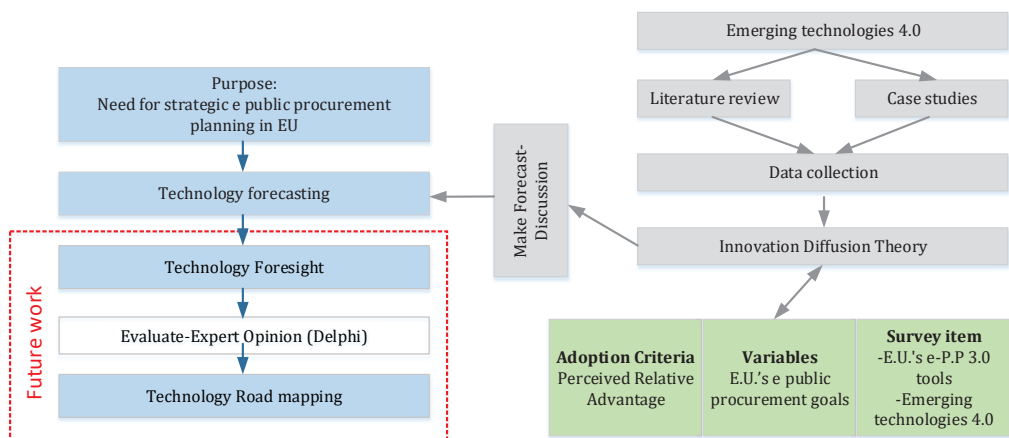 Purpose:
Need for strategic e public procurement
planning in EU
Technology forecasting
Future work
Technology Foresight
Evaluate-Expert Opinion (Delphi)
Technology Road mapping
Make Forecast-
Discussion
Emerging technologies 4.0
Literature review
Case studies
Data collection
Innovation Diffusion Theory
Adoption Criteria
Perceived Relative
Advantage
Variables
E.U.'s e public
procurement goals
Survey item
-E.U.'s e-P.P 3.0
tools
-Emerging
technologies 4.0